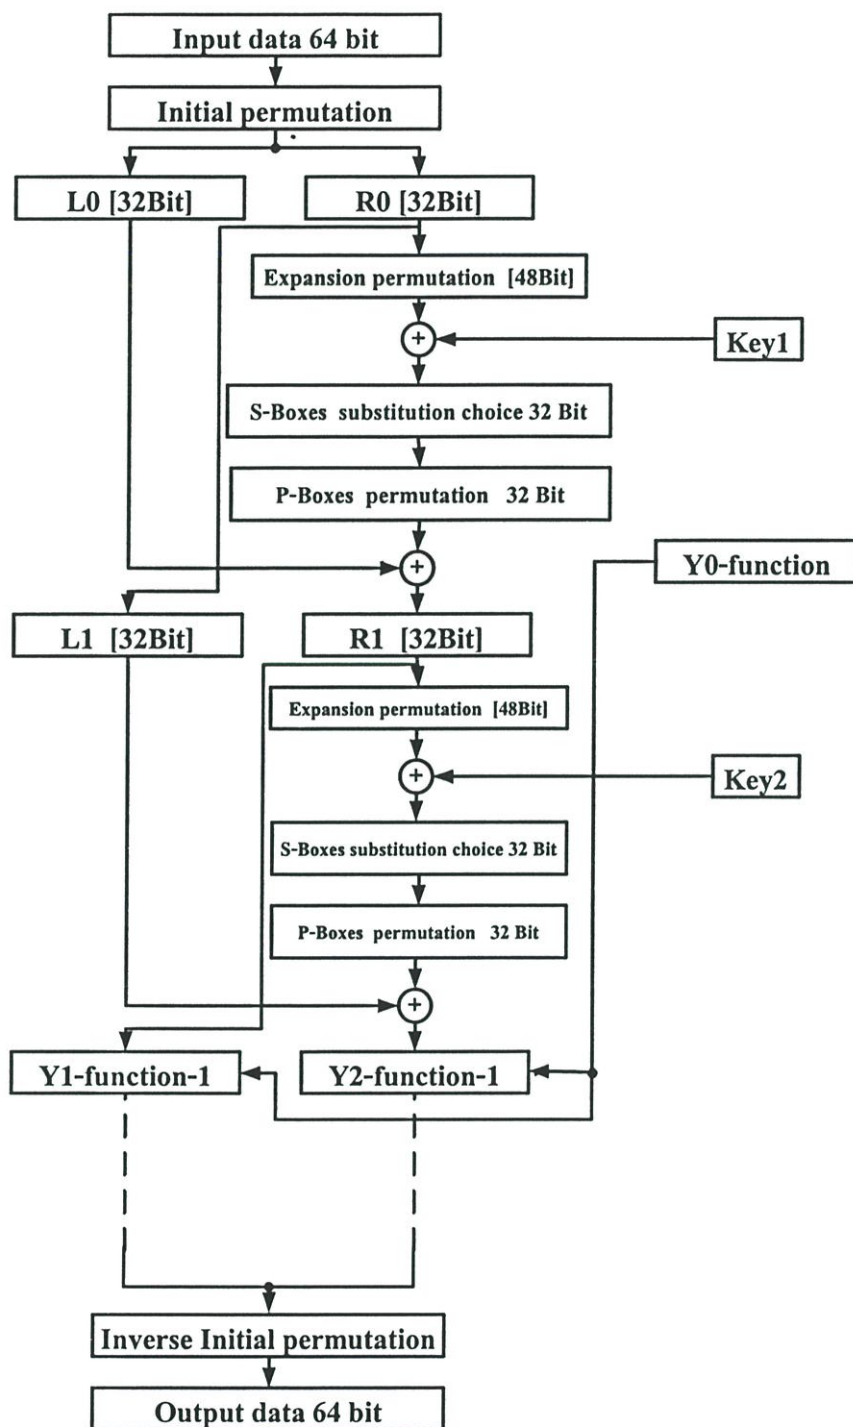 Input data 64 bit
Initial permutation
L0 [32Bit]
R0 [32Bit]
Expansion permutation [48Bit]
+
Key1
S-Boxes substitution choice 32 Bit
P-Boxes permutation 32 Bit
+
Y0-function
L1 [32Bit]
R1 [32Bit]
Expansion permutation [48Bit]
+
Key2
S-Boxes substitution choice 32 Bit
P-Boxes permutation 32 Bit
+
Y1-function-1
Y2-function-1
Inverse Initial permutation
Output data 64 bit